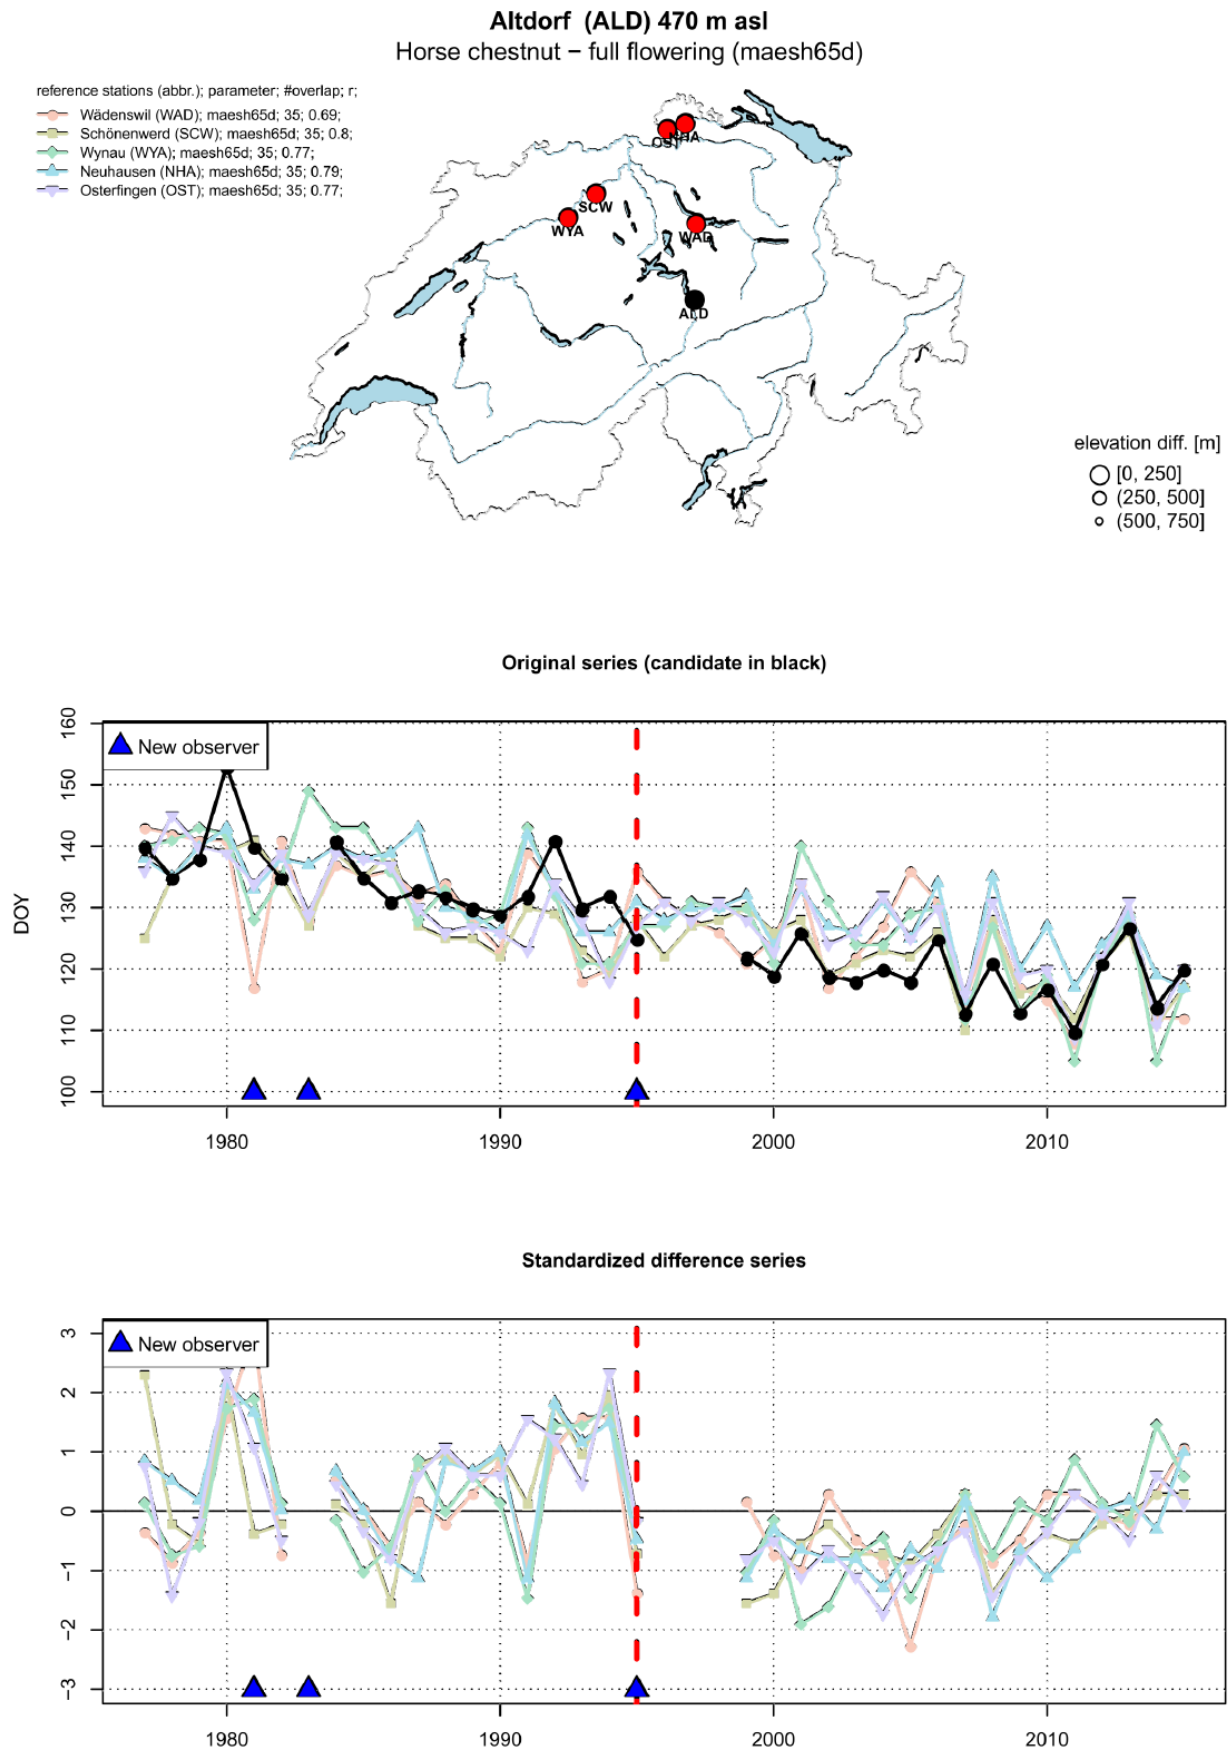 Altdorf (ALD) 470 m asl
Horse chestnut − full flowering (maesh65d)
reference stations (abbr.); parameter; #overlap; r;
Wädenswil (WAD); maesh65d; 35; 0.69;
Schönenwerd (SCW); maesh65d; 35; 0.8;
Wynau (WYA); maesh65d; 35; 0.77;
Neuhausen (NHA); maesh65d; 35; 0.79;
Osterfingen (OST); maesh65d; 35; 0.77;
OST
NHA
SCW
WYA
WAD
ALD
elevation diff. [m]
[0, 250]
(250, 500]
(500, 750]
Original series (candidate in black)
New observer
DOY
160
150
140
130
120
110
100
1980
1990
2000
2010
Standardized difference series
New observer
3
2
1
0
−1
−2
−3
1980
1990
2000
2010